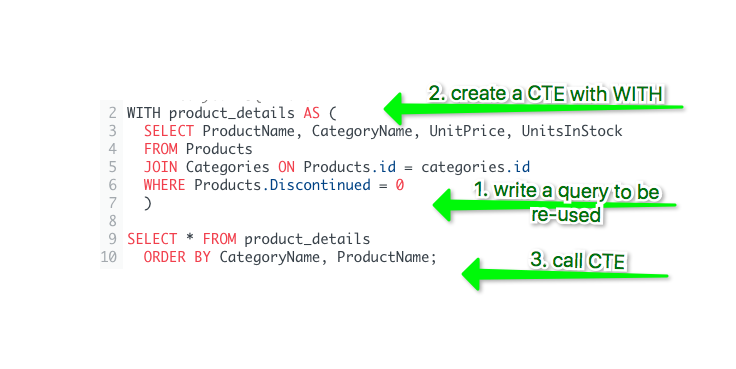 2. create a CTE with WITH
2 WITH product_details AS (
3 SELECT ProductName, CategoryName, UnitPrice, UnitsInStock
4 FROM Products
5 JOIN Categories ON Products.id = categories.id
6 WHERE Products.Discontinued = 0
1. write a query to be
re-used
7 )
8
9 SELECT * FROM product_details
10 ORDER BY CategoryName, ProductName;
3. call CTE